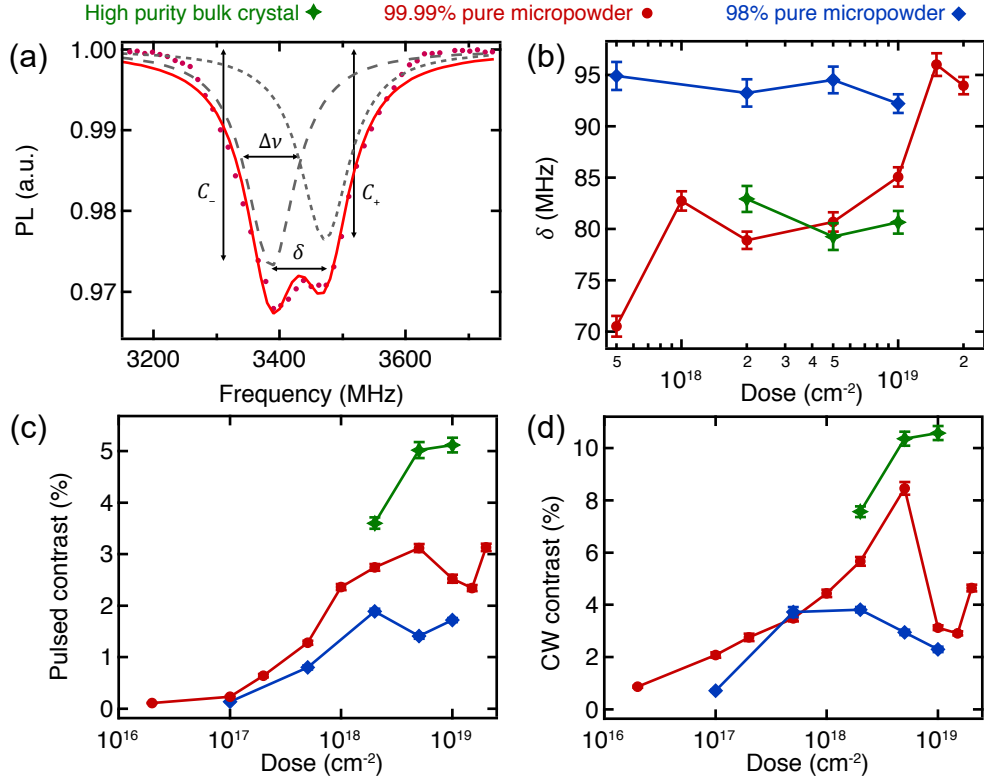 High purity bulk crystal
99.99% pure micropowder
98% pure micropowder
(a)
1.00
0.99
0.98
0.97
PL (a.u.)
Δν
C₋
C₊
δ
3200
3400
3600
Frequency (MHz)
(b)
95
90
85
80
75
70
δ (MHz)
5
2
3
4
5
2
10¹⁸
10¹⁹
Dose (cm⁻²)
(c)
5
4
3
2
1
0
Pulsed contrast (%)
10¹⁶
10¹⁷
10¹⁸
10¹⁹
Dose (cm⁻²)
(d)
10
8
6
4
2
0
CW contrast (%)
10¹⁶
10¹⁷
10¹⁸
10¹⁹
Dose (cm⁻²)